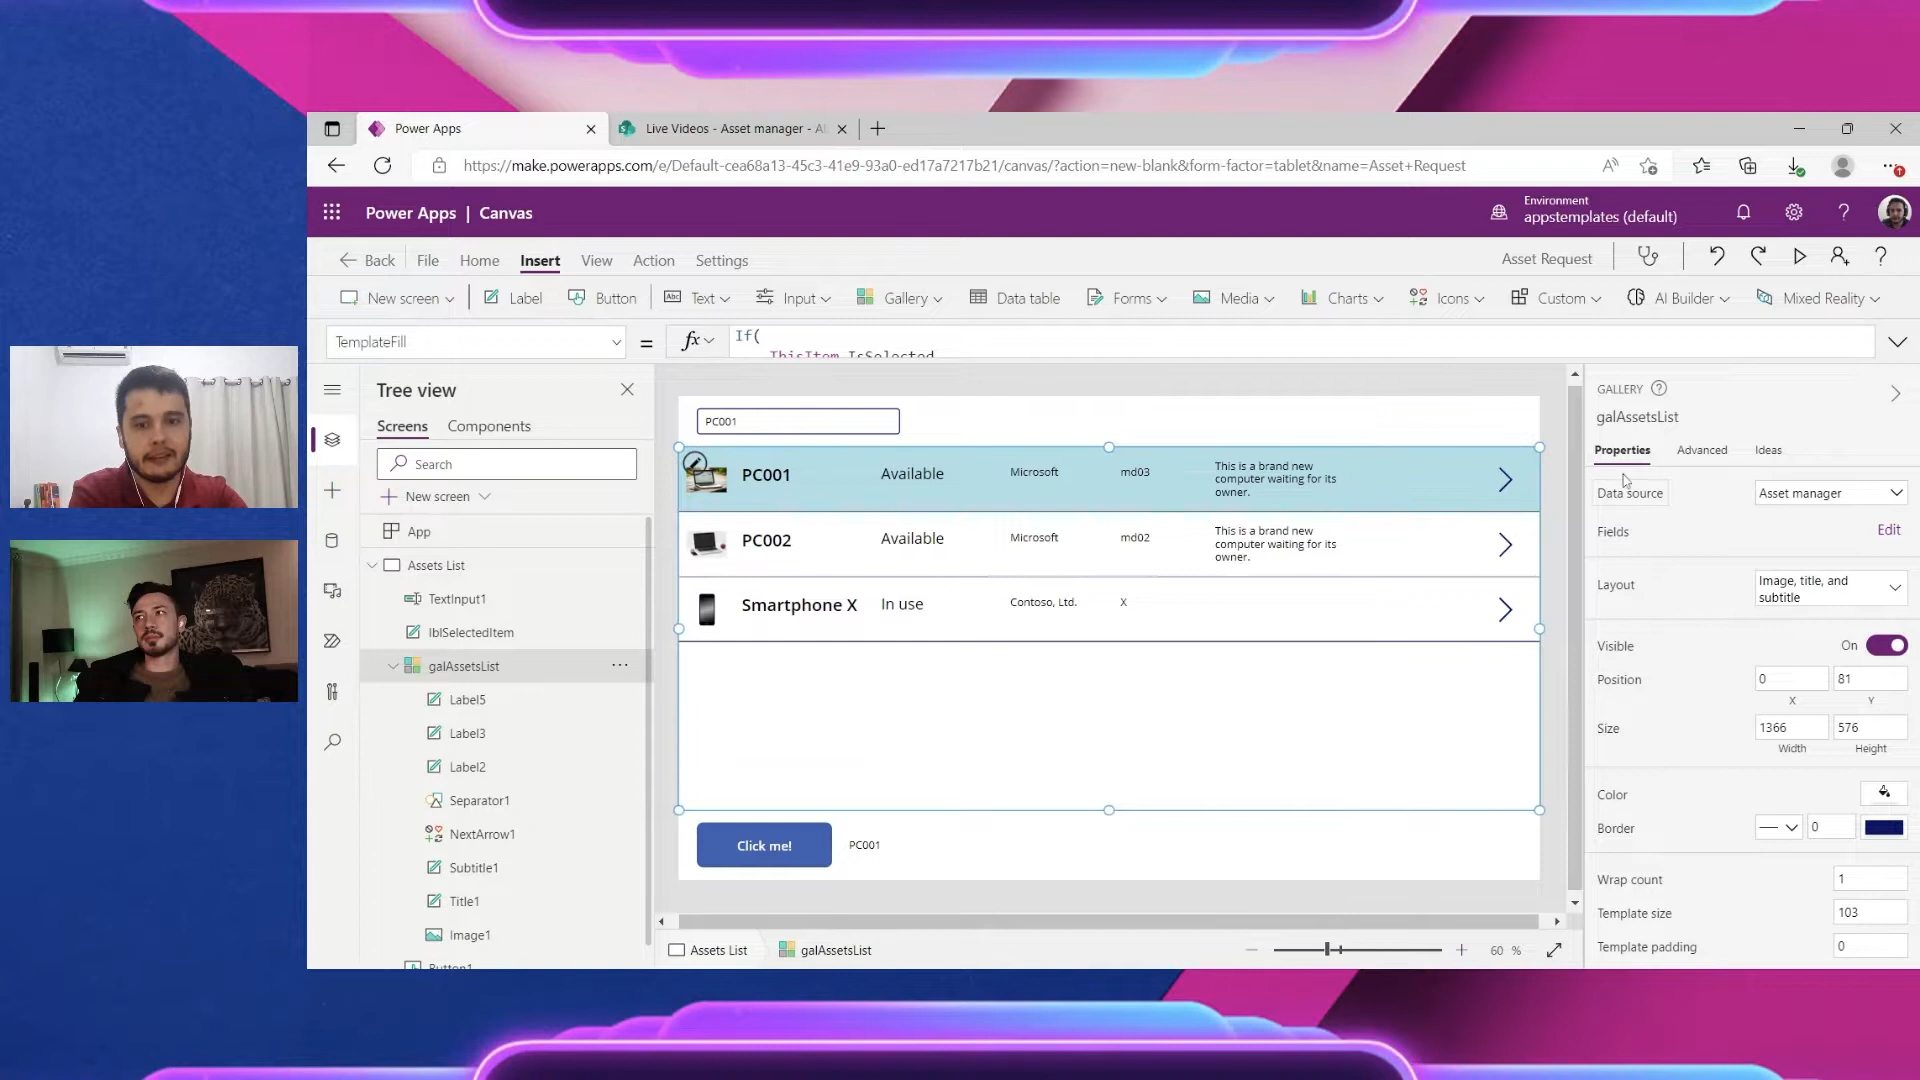 Power Apps
Live Videos - Asset manager - Al
https://make.powerapps.com/e/Default-cea68a13-45c3-41e9-93a0-ed17a7217b21/canvas/?action=new-blank&form-factor=tablet&name=Asset+Request
Power Apps | Canvas
Environment
appstemplates (default)
Back File Home Insert View Action Settings
Asset Request
New screen Label Button Text Input Gallery Data table Forms Media Charts Icons Custom AI Builder Mixed Reality
TemplateFill = fx If(
ThisItem.IsSelected
Tree view
Screens Components
Search
New screen
App
Assets List
TextInput1
lblSelectedItem
galAssetsList
Label5
Label3
Label2
Separator1
NextArrow1
Subtitle1
Title1
Image1
Button1
PC001
PC001 Available Microsoft md03 This is a brand new
computer waiting for its
owner.
PC002 Available Microsoft md02 This is a brand new
computer waiting for its
owner.
Smartphone X In use Contoso, Ltd. X
Click me! PC001
Assets List galAssetsList
60 %
GALLERY
galAssetsList
Properties Advanced Ideas
Data source Asset manager
Fields Edit
Layout Image, title, and
subtitle
Visible On
Position 0 81
X Y
Size 1366 576
Width Height
Color
Border 0
Wrap count 1
Template size 103
Template padding 0